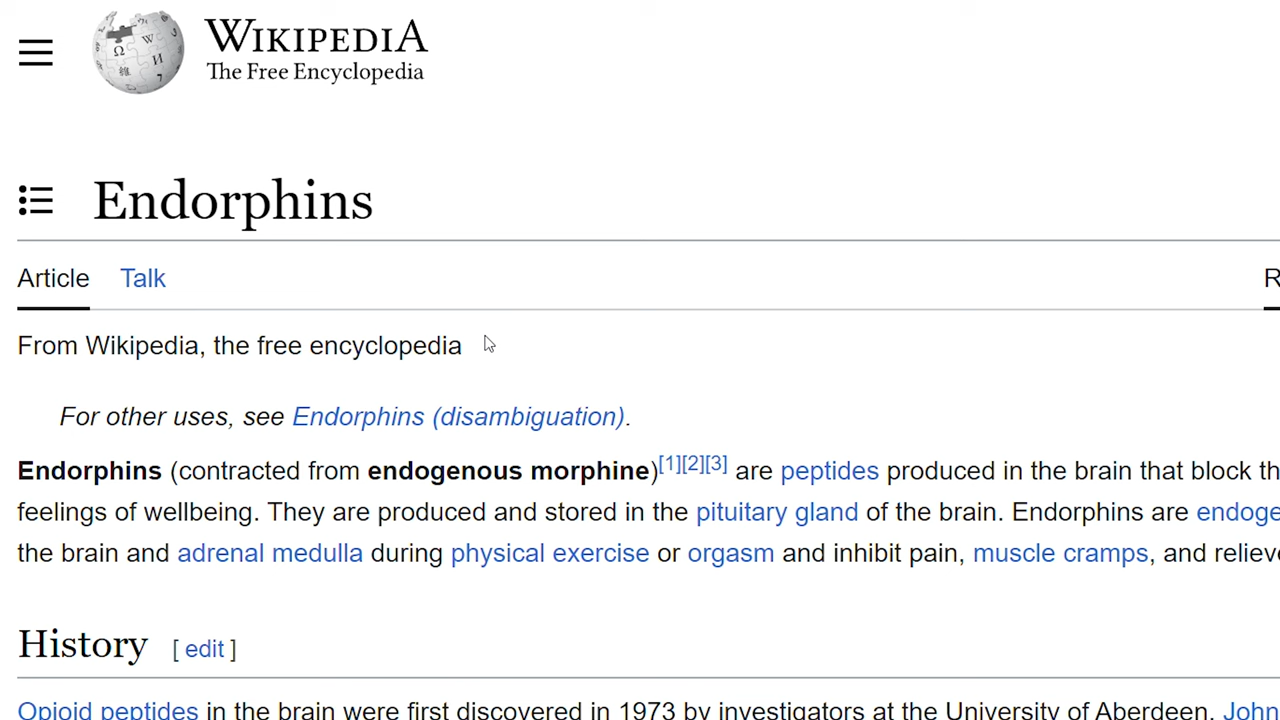 WIKIPEDIA
The Free Encyclopedia
Endorphins
Article Talk
From Wikipedia, the free encyclopedia
For other uses, see Endorphins (disambiguation).
Endorphins (contracted from endogenous morphine)[1][2][3] are peptides produced in the brain that block
feelings of wellbeing. They are produced and stored in the pituitary gland of the brain. Endorphins are
the brain and adrenal medulla during physical exercise or orgasm and inhibit pain, muscle cramps, and
History [ edit ]
Opioid peptides in the brain were first discovered in 1973 by investigators at the University of Aberdeen, John